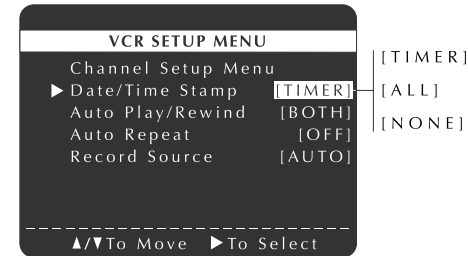 VCR SETUP MENU
Channel Setup Menu
▶ Date/Time Stamp [TIMER]
Auto Play/Rewind [BOTH]
Auto Repeat [OFF]
Record Source [AUTO]
▲/▼To Move ▶To Select
[TIMER]
[ALL]
[NONE]